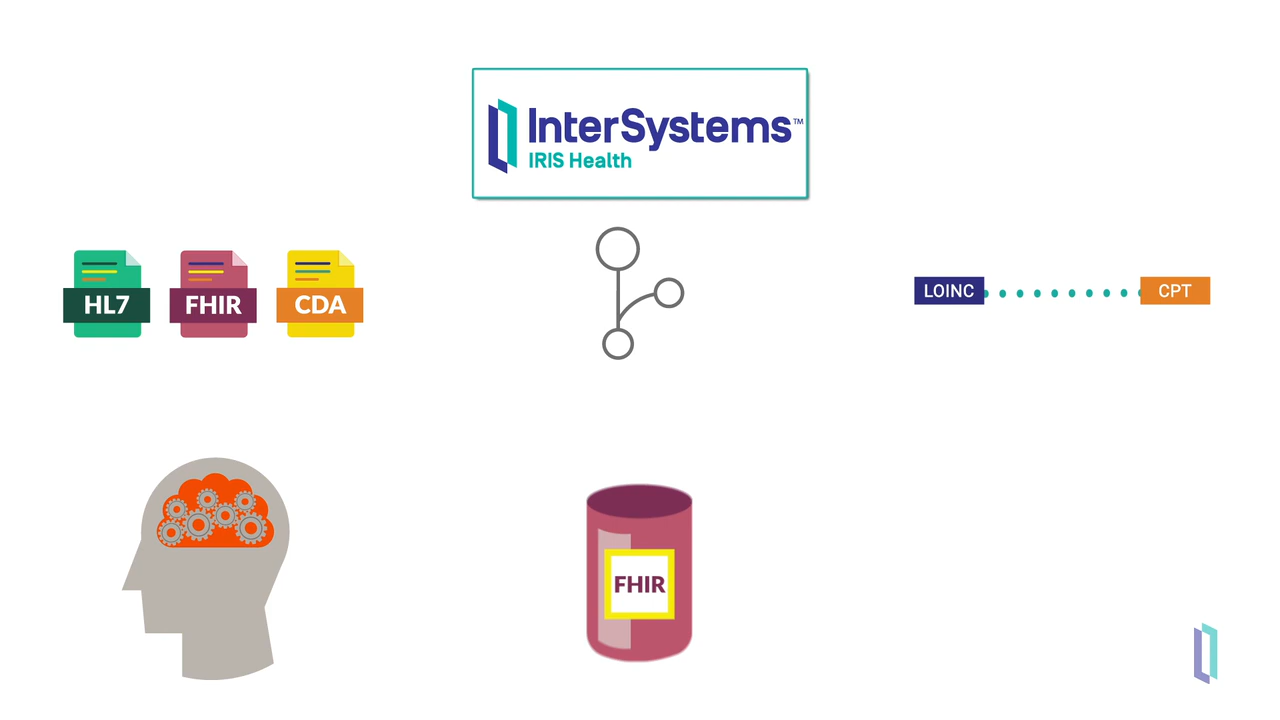 InterSystems™
IRIS Health
HL7
FHIR
CDA
LOINC
CPT
FHIR